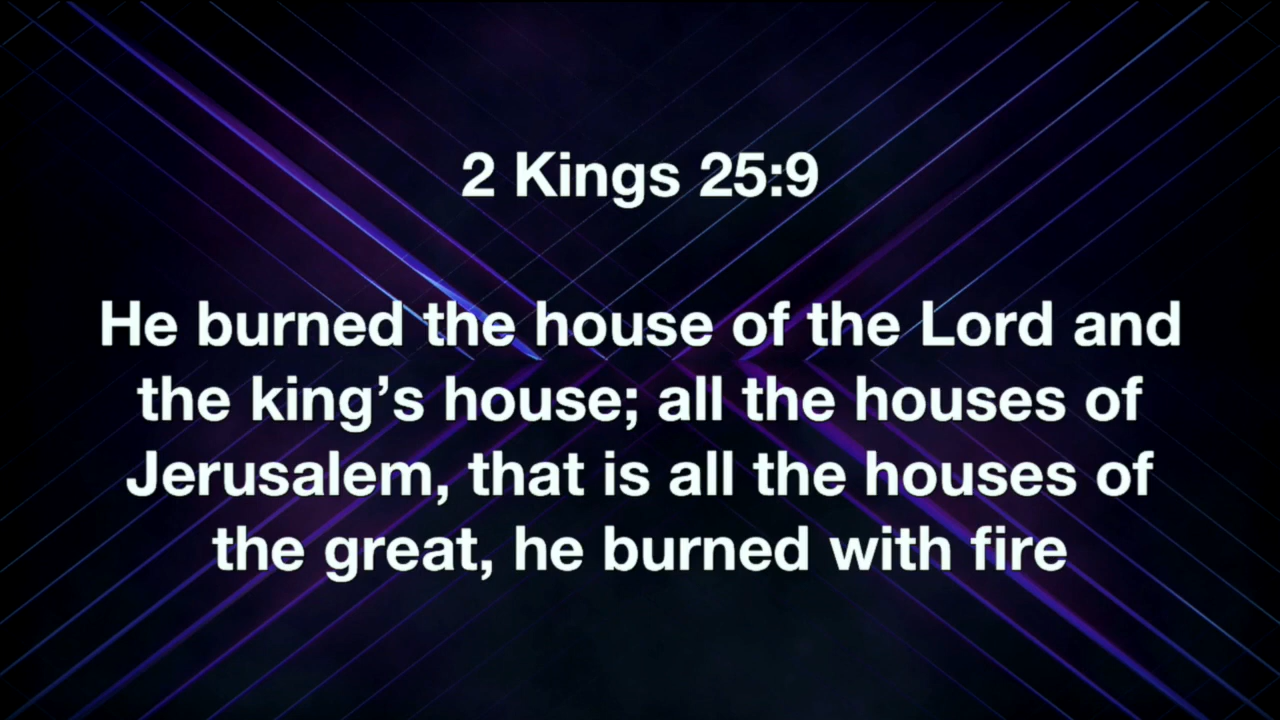 2 Kings 25:9
He burned the house of the Lord and
the king’s house; all the houses of
Jerusalem, that is all the houses of
the great, he burned with fire